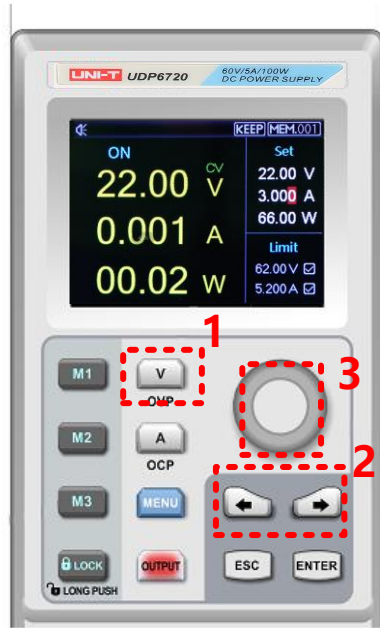 UNI-T UDP6720 60V/5A/100W
DC POWER SUPPLY
KEEP MEM.001
ON
22.00 CV V
0.001 A
00.02 W
Set
22.00 V
3.000 A
66.00 W
Limit
62.00 V
5.200 A
1
M1 V
OVP
3
M2 A
OCP
2
M3 MENU
LOCK OUTPUT ESC ENTER
LONG PUSH